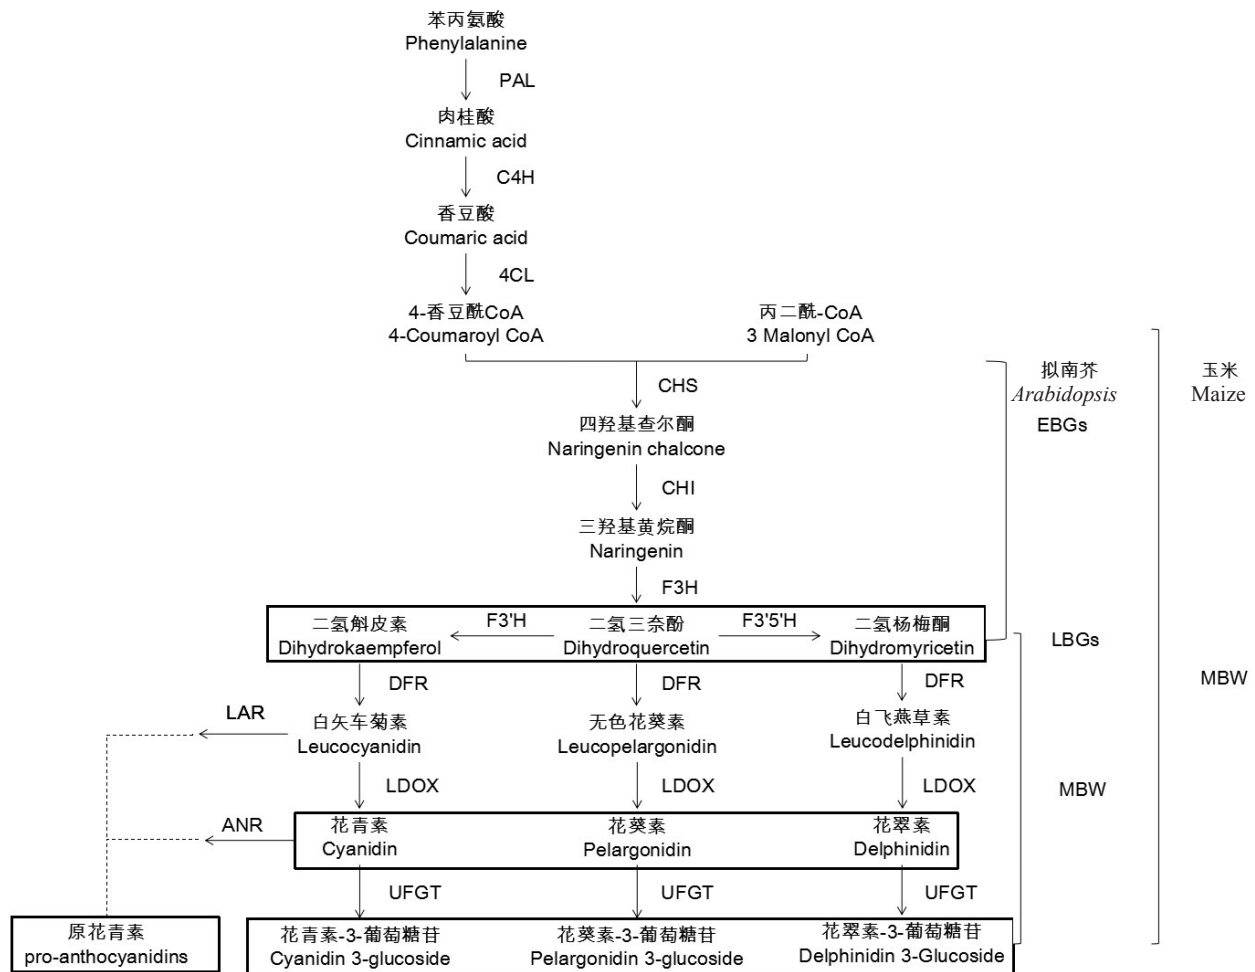 苯丙氨酸
Phenylalanine
PAL
肉桂酸
Cinnamic acid
C4H
香豆酸
Coumaric acid
4CL
4-香豆酰CoA
4-Coumaroyl CoA
丙二酰-CoA
3 Malonyl CoA
CHS
拟南芥
Arabidopsis
EBGs
玉米
Maize
四羟基查尔酮
Naringenin chalcone
CHI
三羟基黄烷酮
Naringenin
F3H
二氢斛皮素
Dihydrokaempferol
F3'H
二氢三奈酚
Dihydroquercetin
F3'5'H
二氢杨梅酮
Dihydromyricetin
LBGs
MBW
DFR
DFR
DFR
LAR
白矢车菊素
Leucocyanidin
无色花葵素
Leucopelargonidin
白飞燕草素
Leucodelphinidin
LDOX
LDOX
LDOX
MBW
ANR
花青素
Cyanidin
花葵素
Pelargonidin
花翠素
Delphinidin
UFGT
UFGT
UFGT
原花青素
pro-anthocyanidins
花青素-3-葡萄糖苷
Cyanidin 3-glucoside
花葵素-3-葡萄糖苷
Pelargonidin 3-glucoside
花翠素-3-葡萄糖苷
Delphinidin 3-Glucoside